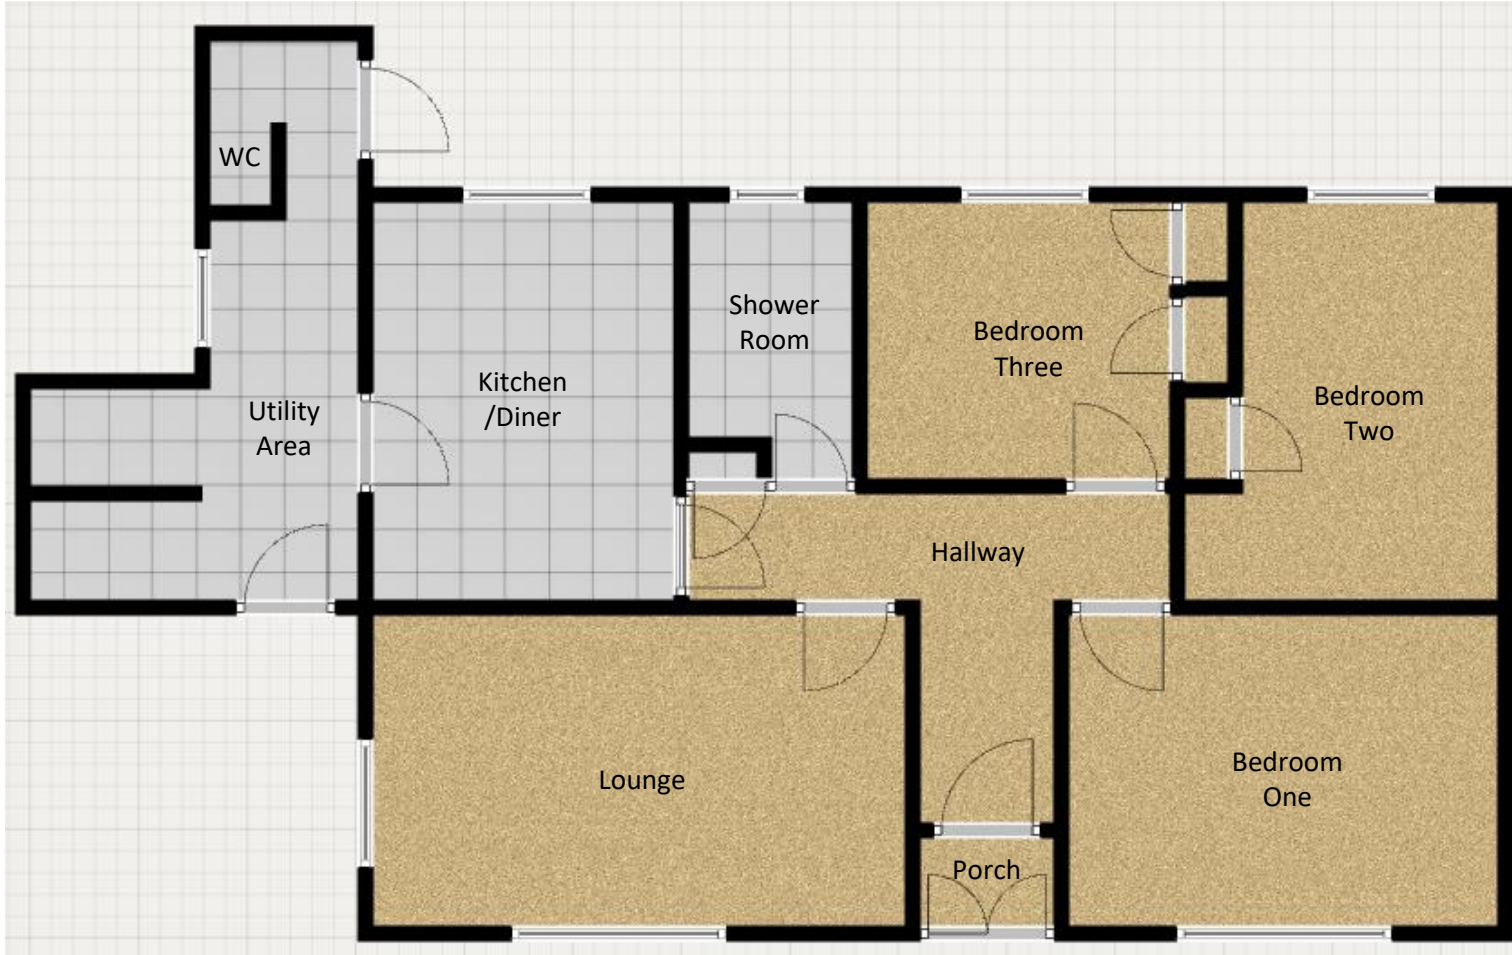 WC
Shower
Room
Bedroom
Three
Kitchen
/Diner
Bedroom
Two
Utility
Area
Hallway
Lounge
Bedroom
One
Porch